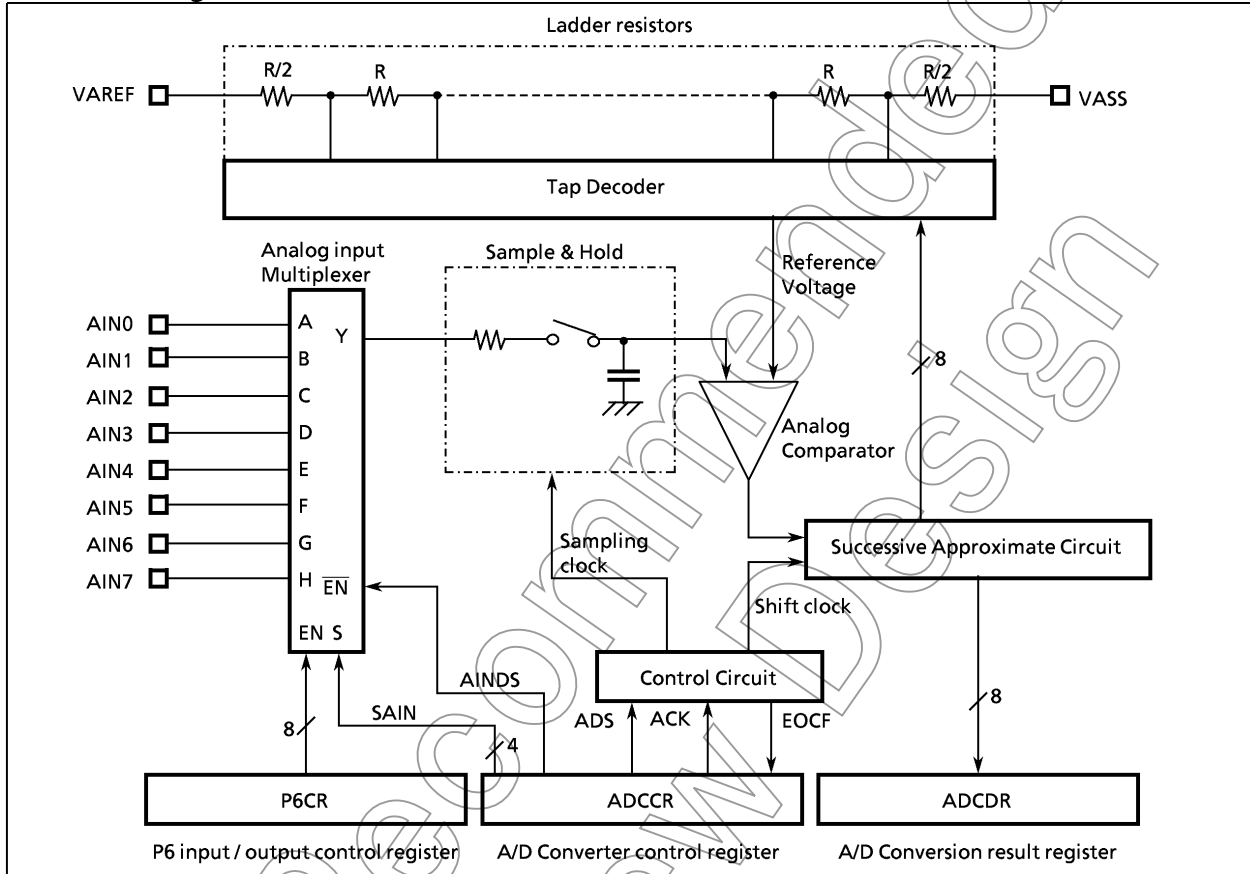 Ladder resistors
R/2
R
R
R/2
VAREF
VASS
Tap Decoder
Analog input
Multiplexer
Sample & Hold
Reference
Voltage
AIN0
A
Y
AIN1
B
AIN2
C
8
AIN3
D
Analog
Comparator
AIN4
E
AIN5
F
AIN6
G
Sampling
clock
Successive Approximate Circuit
AIN7
H
EN
Shift clock
EN S
AINDS
Control Circuit
SAIN
ADS
ACK
EOCF
8
4
8
P6CR
ADCCR
ADCDR
P6 input / output control register
A/D Converter control register
A/D Conversion result register